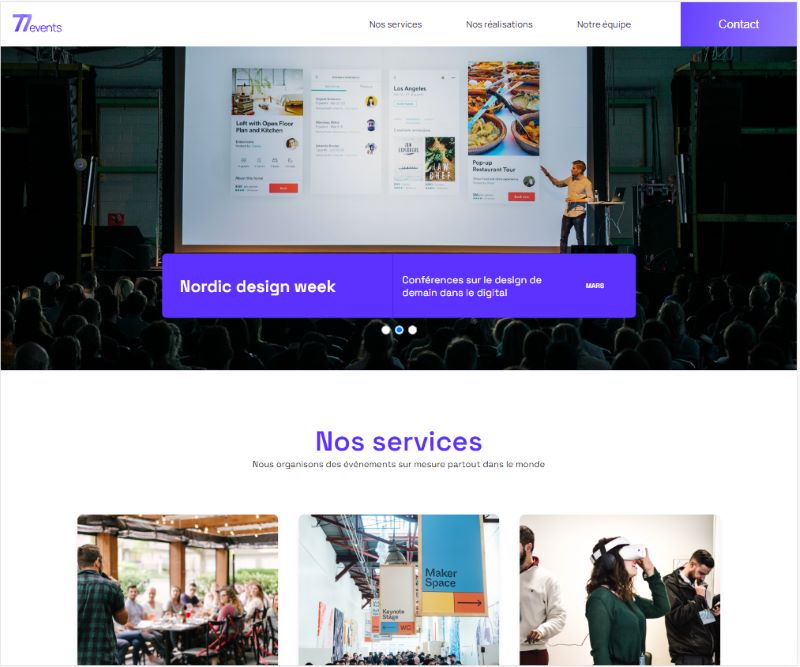 77events
Nos services
Nos réalisations
Notre équipe
Contact
Loft with Open Floor
Plan and Kitchen
Los Angeles
Pop-up
Restaurant Tour
Nordic design week
Conférences sur le design de
demain dans le digital
MARS
Nos services
Nous organisons des événements sur mesure partout dans le monde
Maker
Space
Keynote
Stage
WC